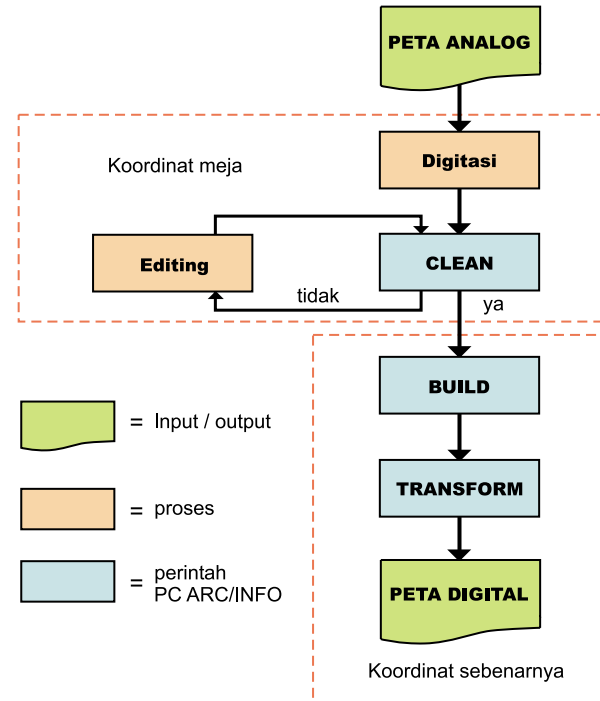 PETA ANALOG
Koordinat meja
Digitasi
Editing
CLEAN
tidak
ya
BUILD
= Input / output
TRANSFORM
= proses
= perintah
PC ARC/INFO
PETA DIGITAL
Koordinat sebenarnya